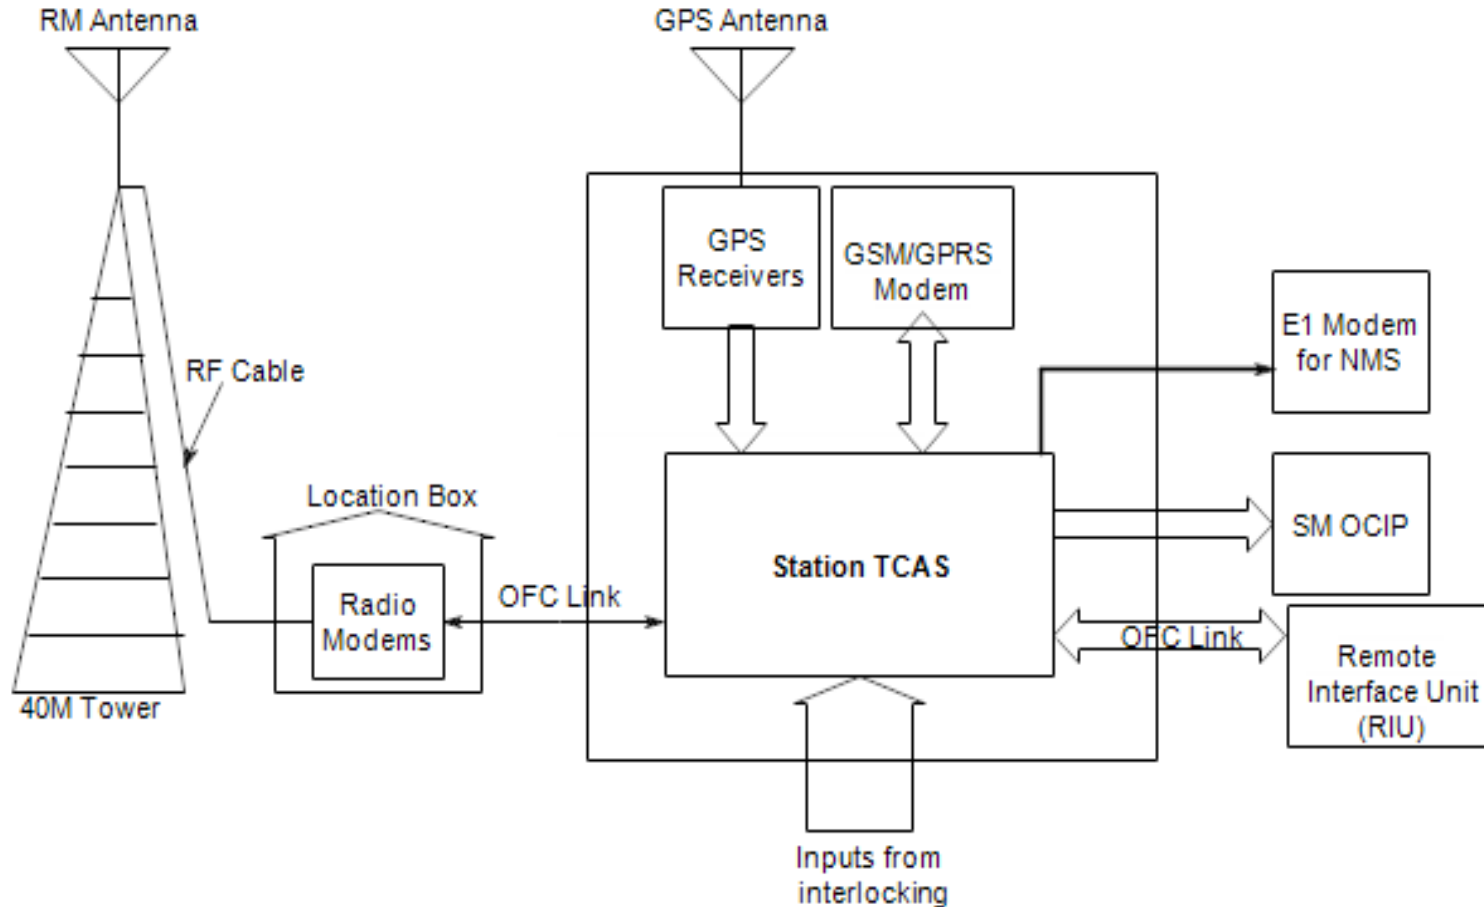 RM Antenna
GPS Antenna
GPS
Receivers
GSM/GPRS
Modem
E1 Modem
for NMS
RF Cable
Location Box
SM OCIP
Station TCAS
OFC Link
Radio
Modems
OFC Link
Remote
Interface Unit
(RIU)
40M Tower
Inputs from
interlocking